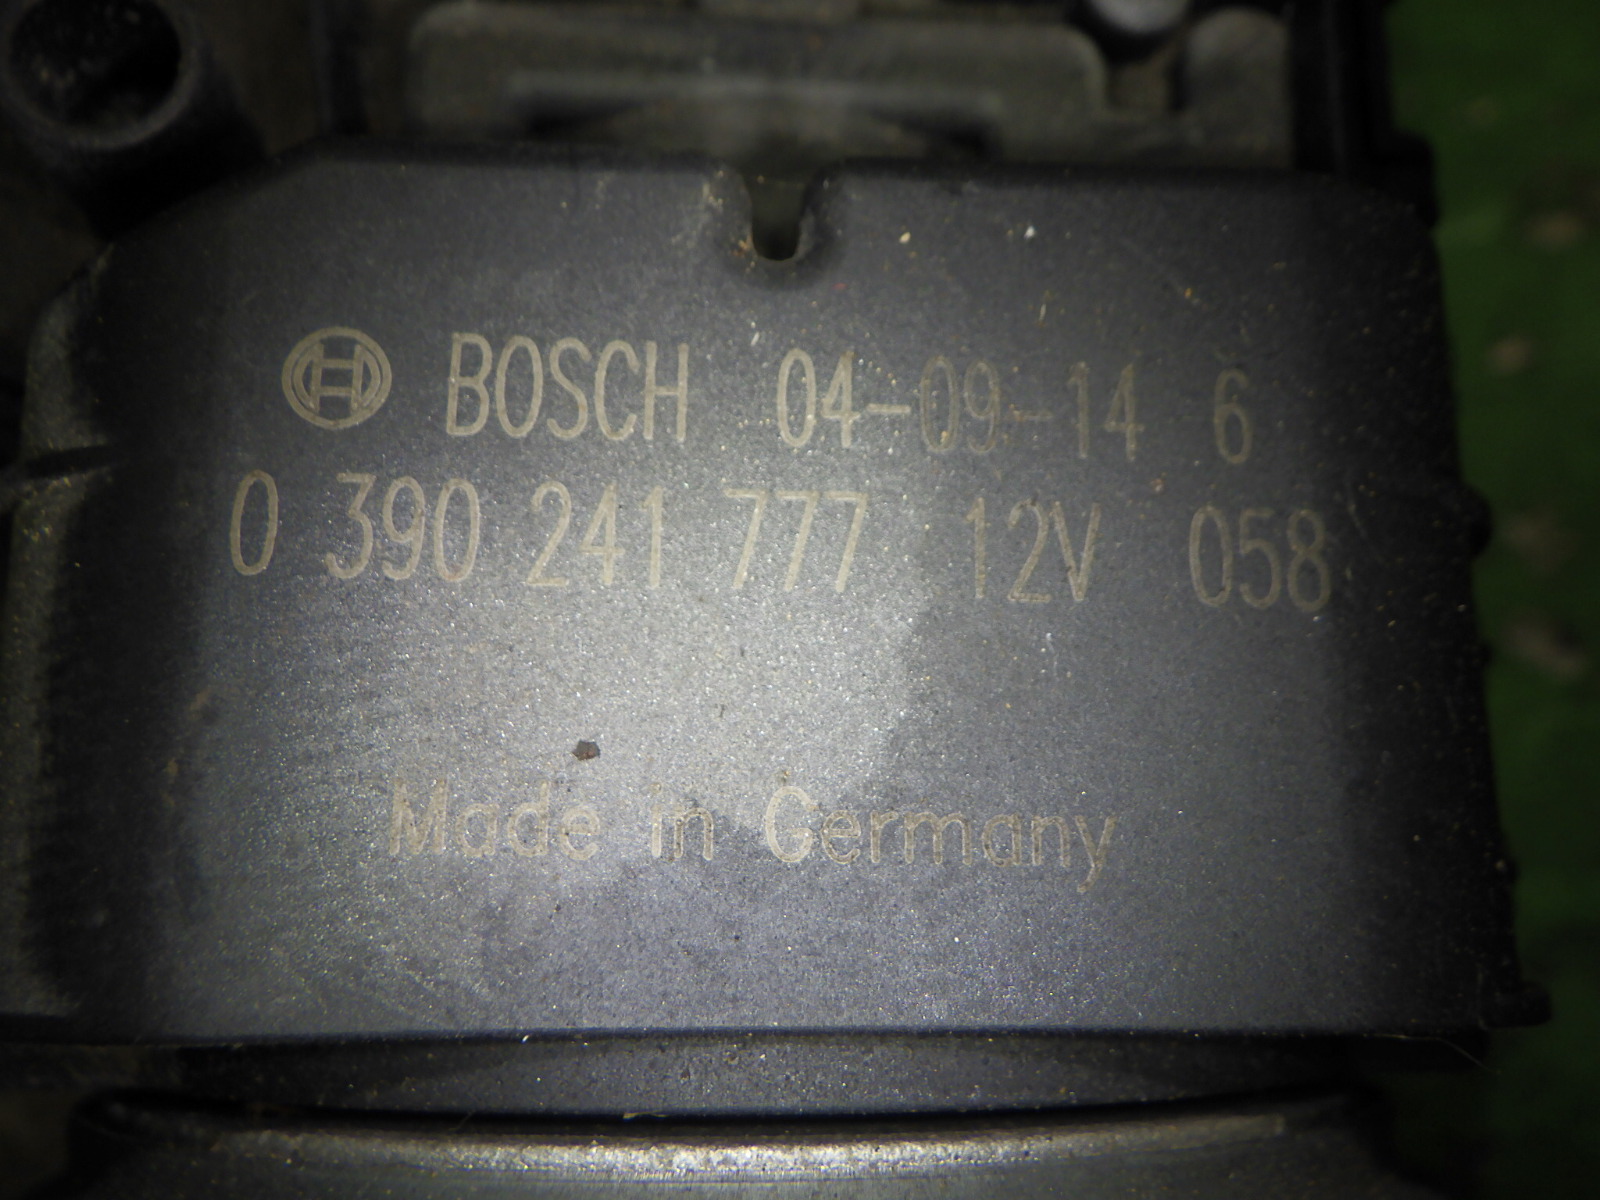 BOSCH 04-09-14 6
0 390 241 777 12V 058
Made in Germany